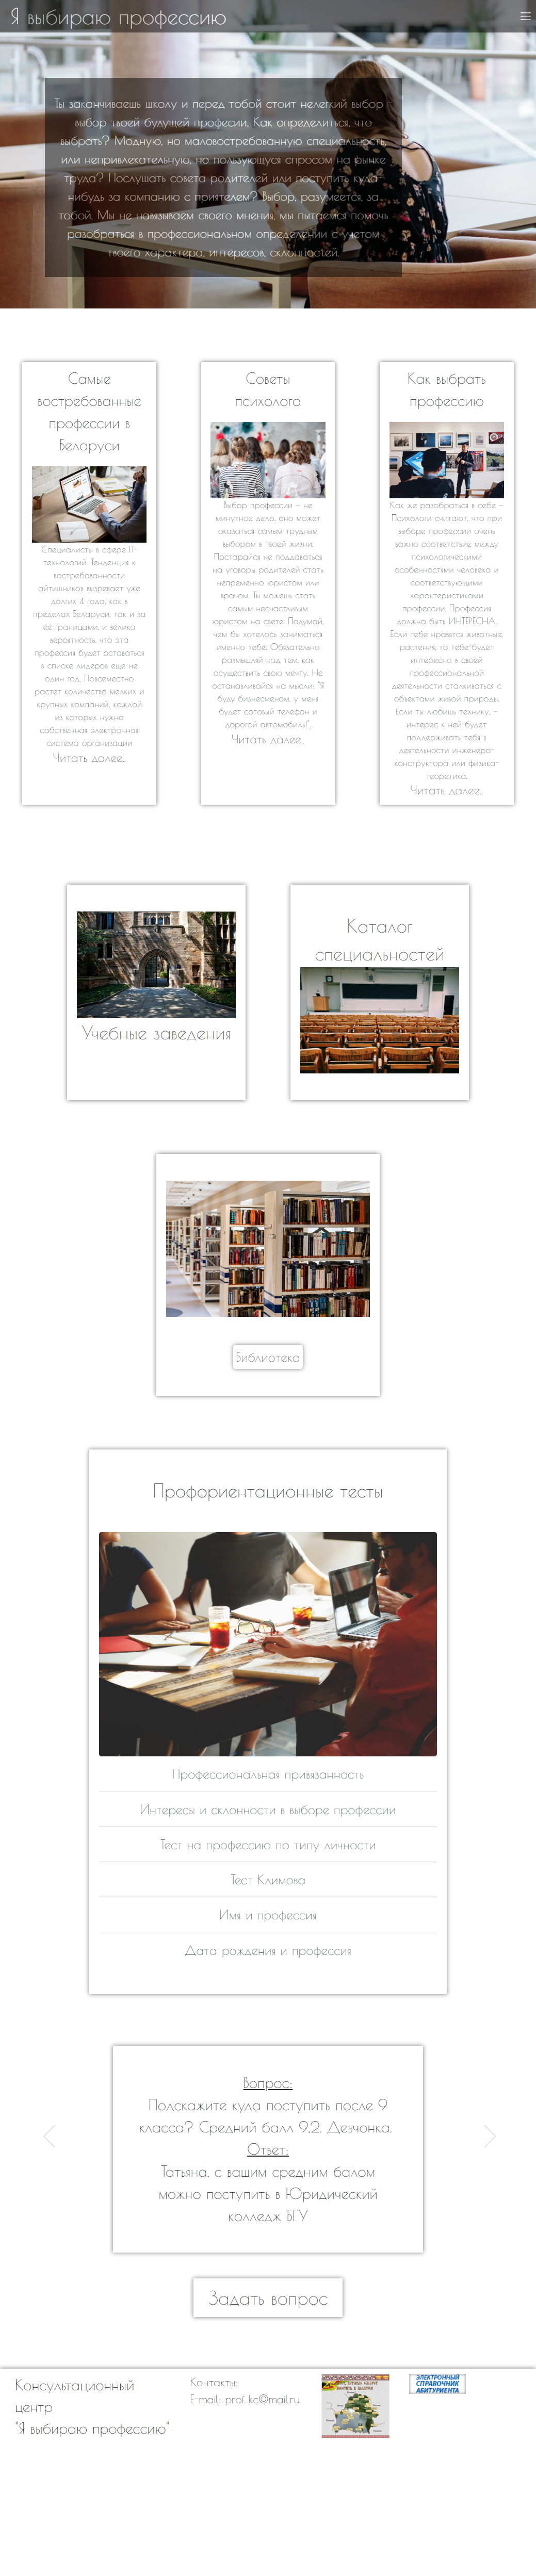 Я выбираю профессию
Ты заканчиваешь школу и перед тобой стоит нелегкий выбор -
выбор твоей будущей професии. Как определиться, что
выбрать? Модную, но маловостребованную специальность,
или непривлекательную, но пользующуся спросом на рынке
труда? Послушать совета родителей или поступить куда-
нибудь за компанию с приятелем? Выбор, разумеется, за
тобой. Мы не навязываем своего мнения, мы пытаемся помочь
разобраться в профессиональном определении с учетом
твоего характера, интересов, склонностей.
Самые
востребованные
профессии в
Беларуси
Специалисты в сфере IT-
технологий. Тенденция к
востребованности
айтишников вызревает уже
долгих 4 года, как в
пределах Беларуси, так и за
ее границами, и велика
вероятность, что эта
профессия будет оставаться
в списке лидеров еще не
один год. Повсеместно
растет количество мелких и
крупных компаний, каждой
из которых нужна
собственная электронная
система организации
Читать далее..
Советы
психолога
Выбор профессии – не
минутное дело, оно может
оказаться самым трудным
выбором в твоей жизни.
Постарайся не поддаваться
на уговоры родителей стать
непременно юристом или
врачом. Ты можешь стать
самым несчастливым
юристом на свете. Подумай,
чем бы хотелось заниматься
именно тебе. Обязательно
размышляй над тем, как
осуществить свою мечту. Не
останавливайся на мысли: "Я
буду бизнесменом, у меня
будет сотовый телефон и
дорогой автомобиль!".
Читать далее..
Как выбрать
профессию
Как же разобраться в себе –
Психологи считают, что при
выборе профессии очень
важно соответствие между
психологическими
особенностями человека и
соответствующими
характеристиками
профессии. Профессия
должна быть ИНТЕРЕСНА.
Если тебе нравятся животные,
растения, то тебе будет
интересно в своей
профессиональной
деятельности сталкиваться с
объектами живой природы.
Если ты любишь технику, –
интерес к ней будет
поддерживать тебя в
деятельности инженера-
конструктора или физика-
теоретика.
Читать далее..
Учебные заведения
Каталог
специальностей
Библиотека
Профориентационные тесты
Профессиональная привязанность
Интересы и склонности в выборе профессии
Тест на профессию по типу личности
Тест Климова
Имя и профессия
Дата рождения и профессия
Вопрос:
Подскажите куда поступить после 9
класса? Средний балл 9,2. Девчонка.
Ответ:
Татьяна, с вашим средним балом
можно поступить в Юридический
колледж БГУ
Задать вопрос
Консультационный
центр
"Я выбираю профессию"
Контакты:
E-mail: prof_kc@mail.ru
ЭЛЕКТРОННЫЙ
СПРАВОЧНИК
АБИТУРИЕНТА